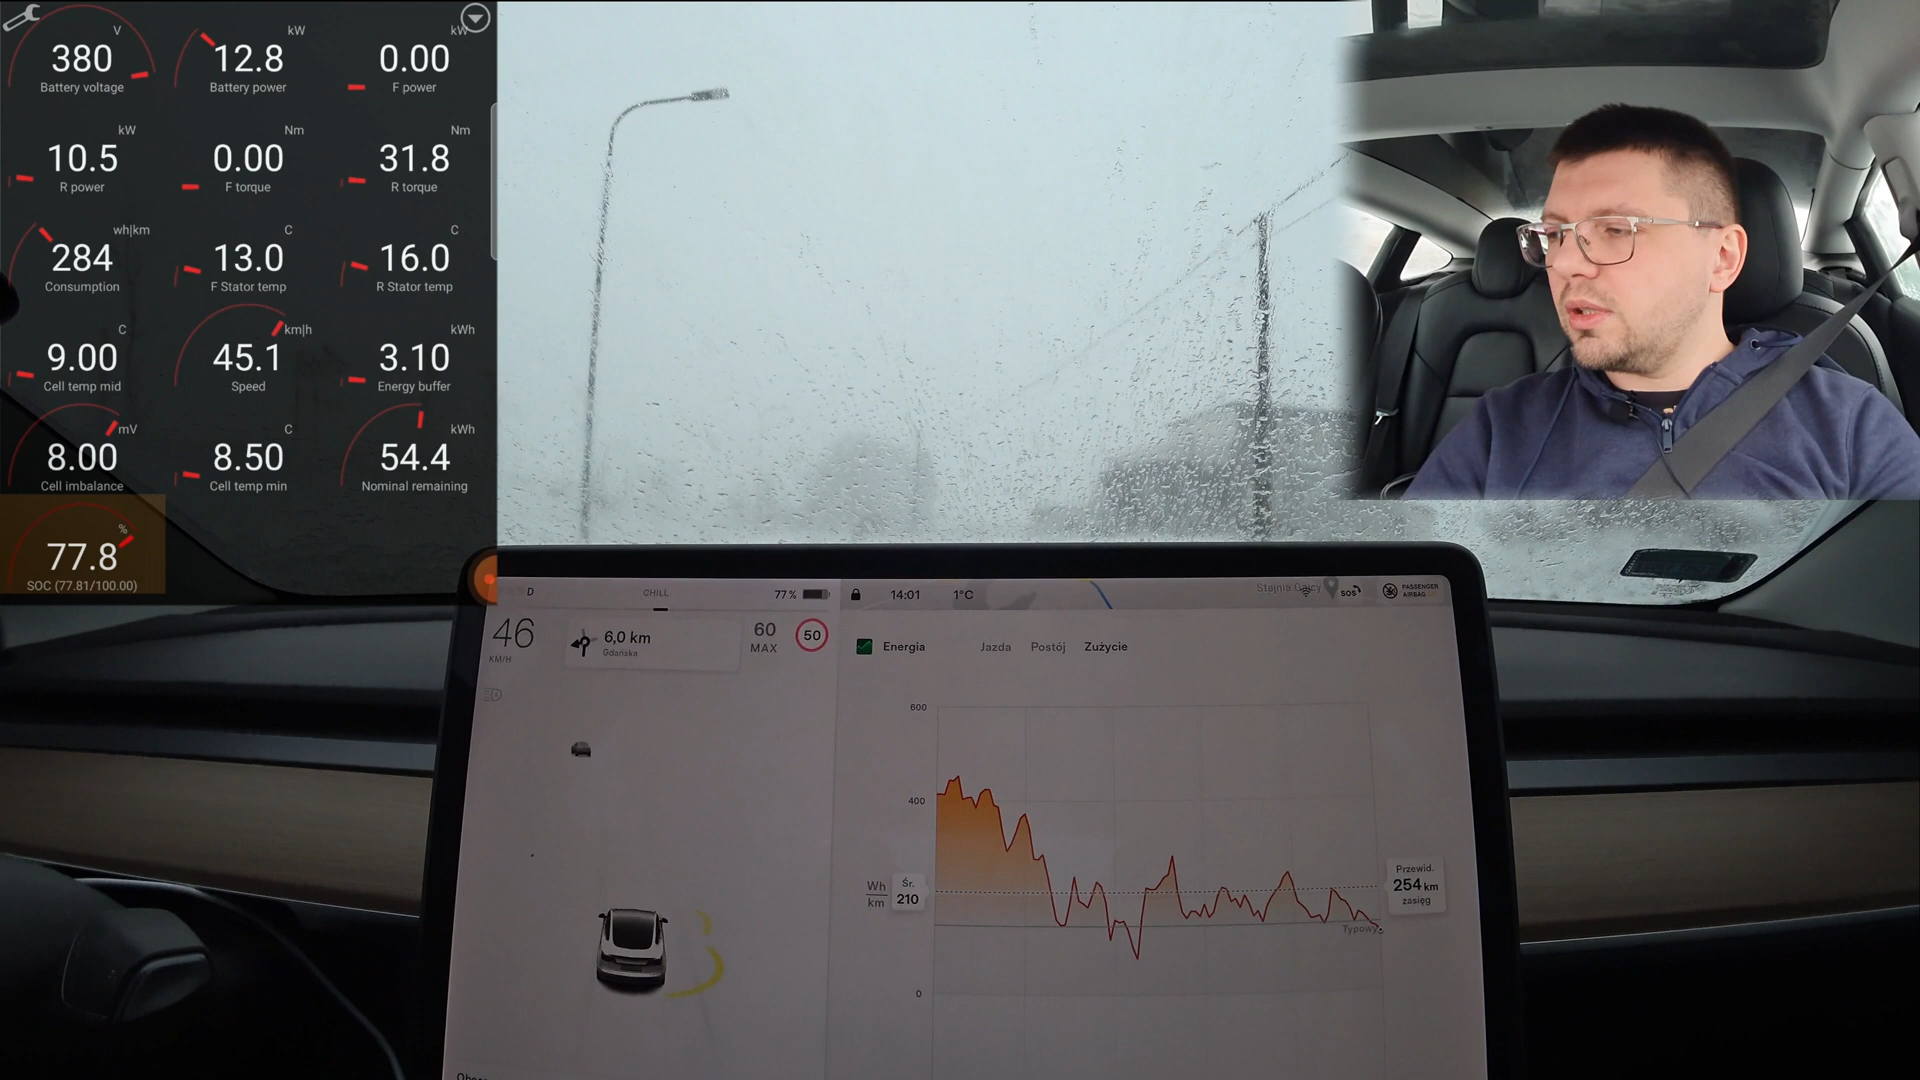 V
380
Battery voltage
kW
12.8
Battery power
kW
0.00
F power
kW
10.5
R power
Nm
0.00
F torque
Nm
31.8
R torque
wh|km
284
Consumption
C
13.0
F Stator temp
C
16.0
R Stator temp
C
9.00
Cell temp mid
km|h
45.1
Speed
kWh
3.10
Energy buffer
mV
8.00
Cell imbalance
C
8.50
Cell temp min
kWh
54.4
Nominal remaining
%
77.8
SOC (77.81/100.00)
D
CHILL
77 %
14:01
1°C
Stajnia Gajcy
SOS
PASSENGER
AIRBAG
46
KM/H
6,0 km
Gdańska
60
MAX
50
Energia
Jazda
Postój
Zużycie
600
400
0
Wh
km
Śr.
210
Przewid.
254 km
zasięg
Typowy